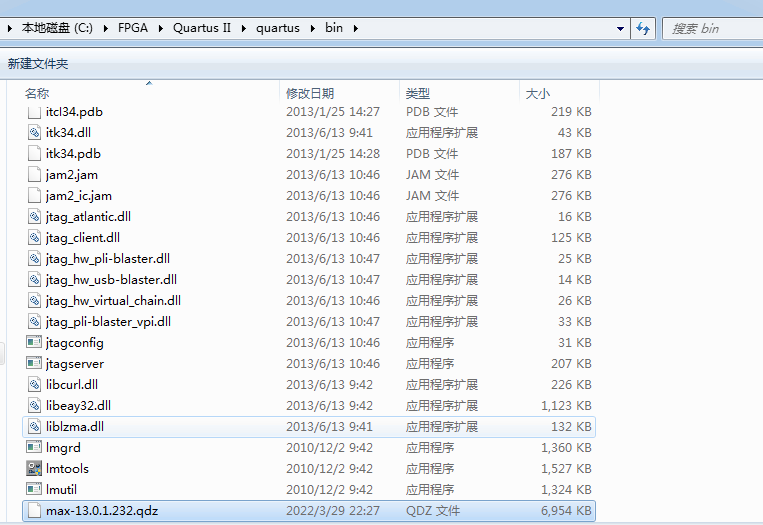 本地磁盘 (C:) FPGA Quartus II quartus bin 搜索 bin
新建文件夹
名称 修改日期 类型 大小
itcl34.pdb 2013/1/25 14:27 PDB 文件 219 KB
itk34.dll 2013/6/13 9:41 应用程序扩展 43 KB
itk34.pdb 2013/1/25 14:28 PDB 文件 187 KB
jam2.jam 2013/6/13 10:46 JAM 文件 276 KB
jam2_ic.jam 2013/6/13 10:46 JAM 文件 276 KB
jtag_atlantic.dll 2013/6/13 10:46 应用程序扩展 16 KB
jtag_client.dll 2013/6/13 10:46 应用程序扩展 125 KB
jtag_hw_pli-blaster.dll 2013/6/13 10:47 应用程序扩展 25 KB
jtag_hw_usb-blaster.dll 2013/6/13 10:47 应用程序扩展 14 KB
jtag_hw_virtual_chain.dll 2013/6/13 10:46 应用程序扩展 26 KB
jtag_pli-blaster_vpi.dll 2013/6/13 10:47 应用程序扩展 33 KB
jtagconfig 2013/6/13 10:46 应用程序 31 KB
jtagserver 2013/6/13 10:46 应用程序 207 KB
libcurl.dll 2013/6/13 9:42 应用程序扩展 226 KB
libeay32.dll 2013/6/13 9:42 应用程序扩展 1,123 KB
liblzma.dll 2013/6/13 9:41 应用程序扩展 132 KB
lmgrd 2010/12/2 9:42 应用程序 1,360 KB
lmtools 2010/12/2 9:42 应用程序 1,527 KB
lmutil 2010/12/2 9:42 应用程序 1,324 KB
max-13.0.1.232.qdz 2022/3/29 22:27 QDZ 文件 6,954 KB